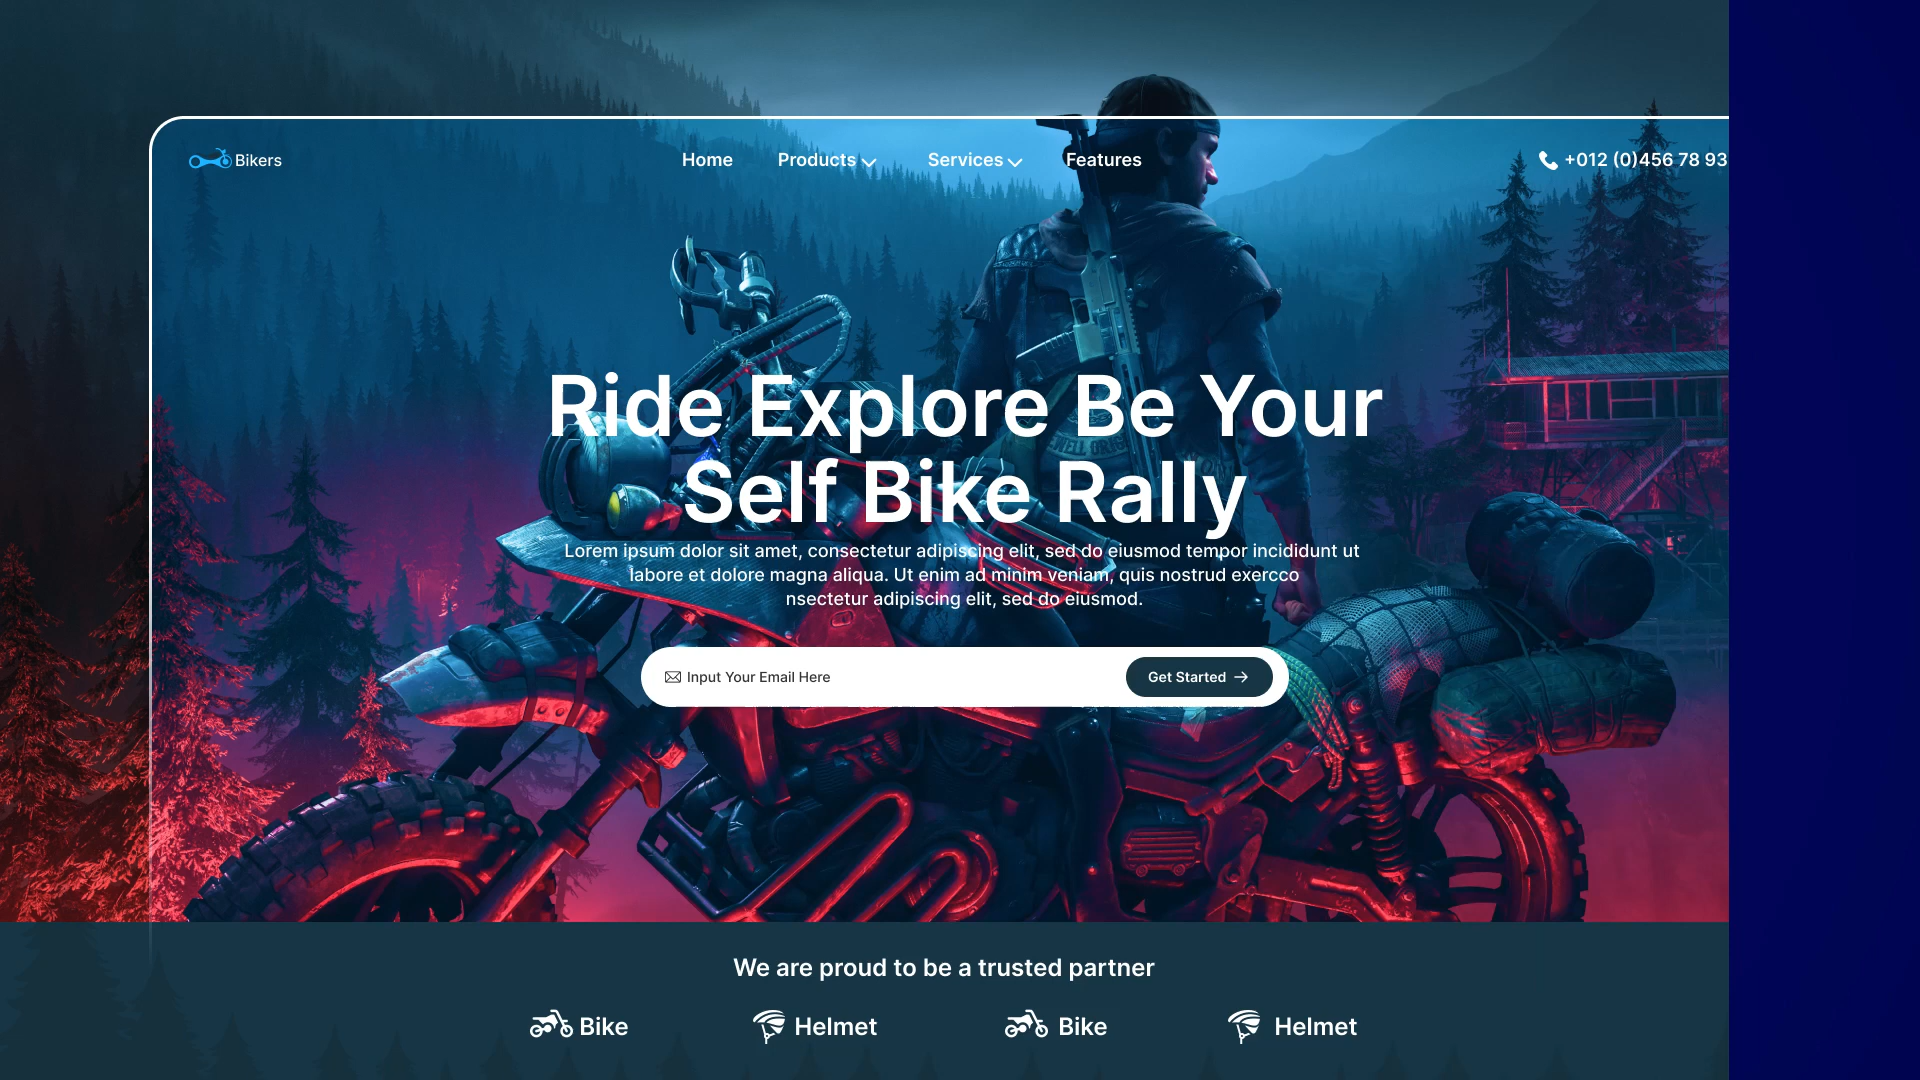 Bikers
Home
Products
Services
Features
+012 (0)456 78 93
Ride Explore Be Your
Self Bike Rally
Lorem ipsum dolor sit amet, consectetur adipiscing elit, sed do eiusmod tempor incididunt ut
labore et dolore magna aliqua. Ut enim ad minim veniam, quis nostrud exercco
nsectetur adipiscing elit, sed do eiusmod.
Input Your Email Here
Get Started
We are proud to be a trusted partner
Bike
Helmet
Bike
Helmet